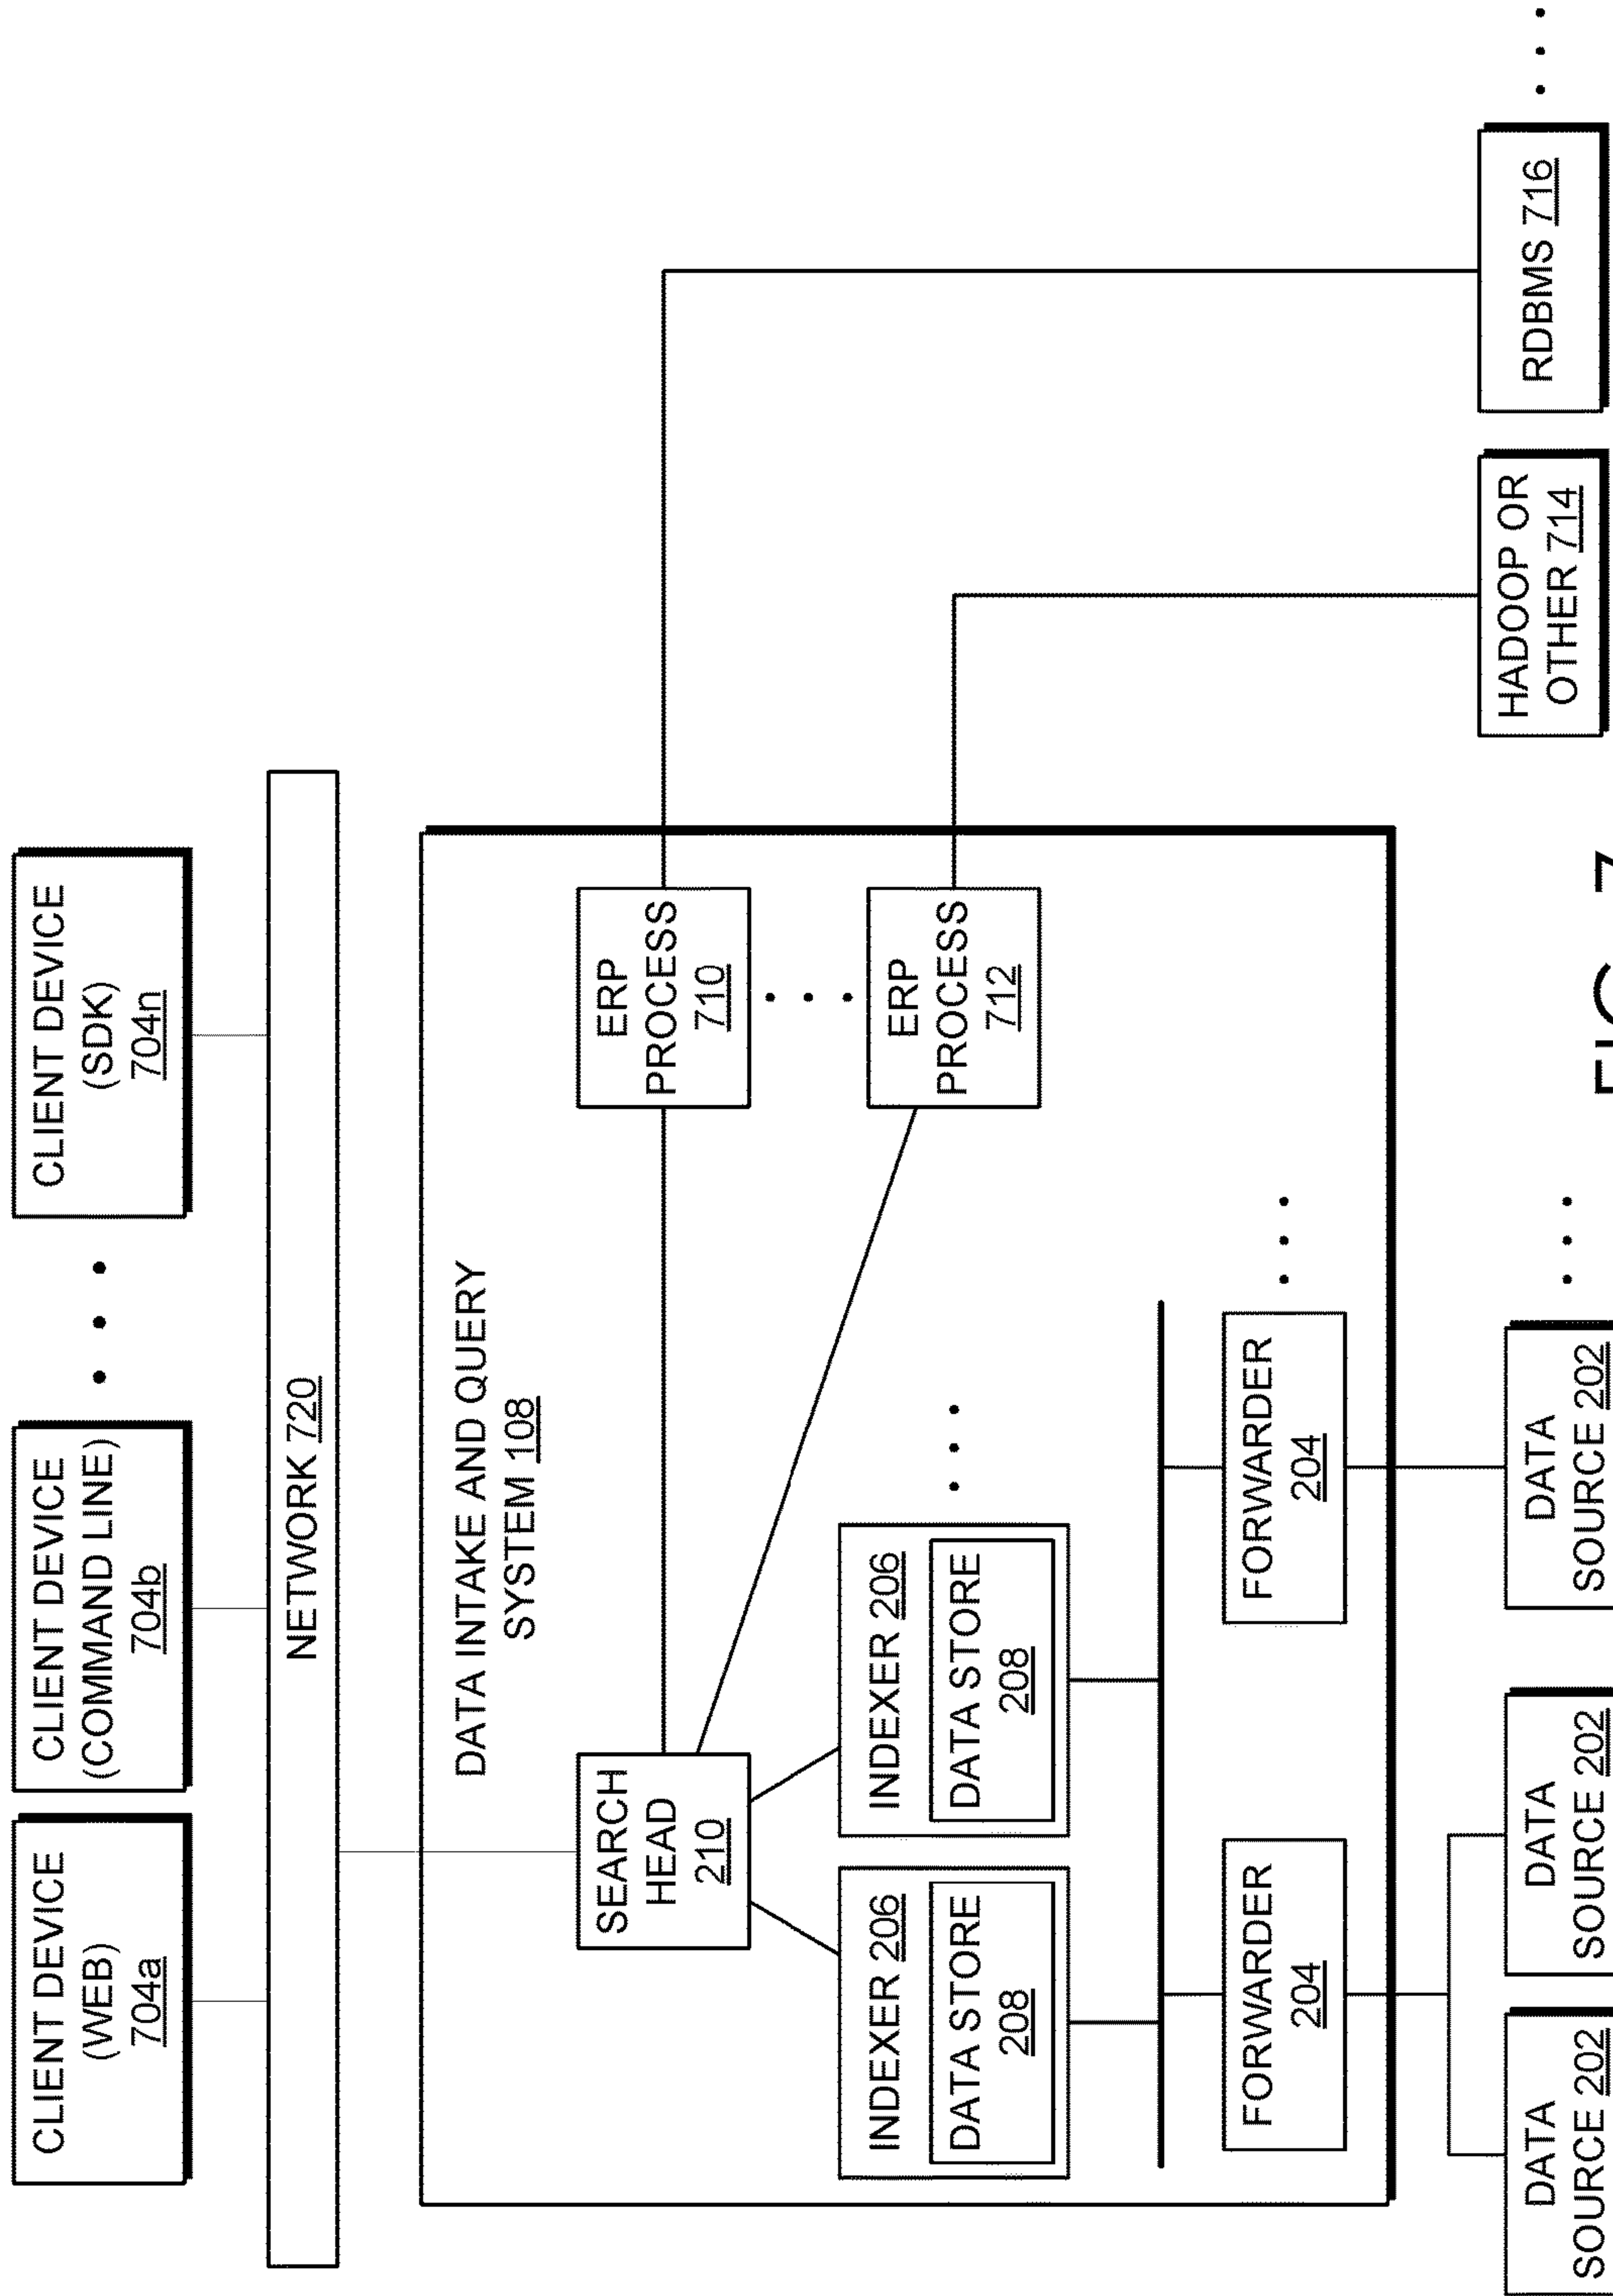 CLIENT DEVICE
(WEB)
704a
CLIENT DEVICE
(COMMAND LINE)
704b
CLIENT DEVICE
(SDK)
704n
NETWORK 720
DATA INTAKE AND QUERY
SYSTEM 108
SEARCH
HEAD
210
ERP
PROCESS
710
INDEXER 206
DATA STORE
208
INDEXER 206
DATA STORE
208
ERP
PROCESS
712
FORWARDER
204
FORWARDER
204
DATA
SOURCE 202
DATA
SOURCE 202
DATA
SOURCE 202
HADOOP OR
OTHER 714
RDBMS 716